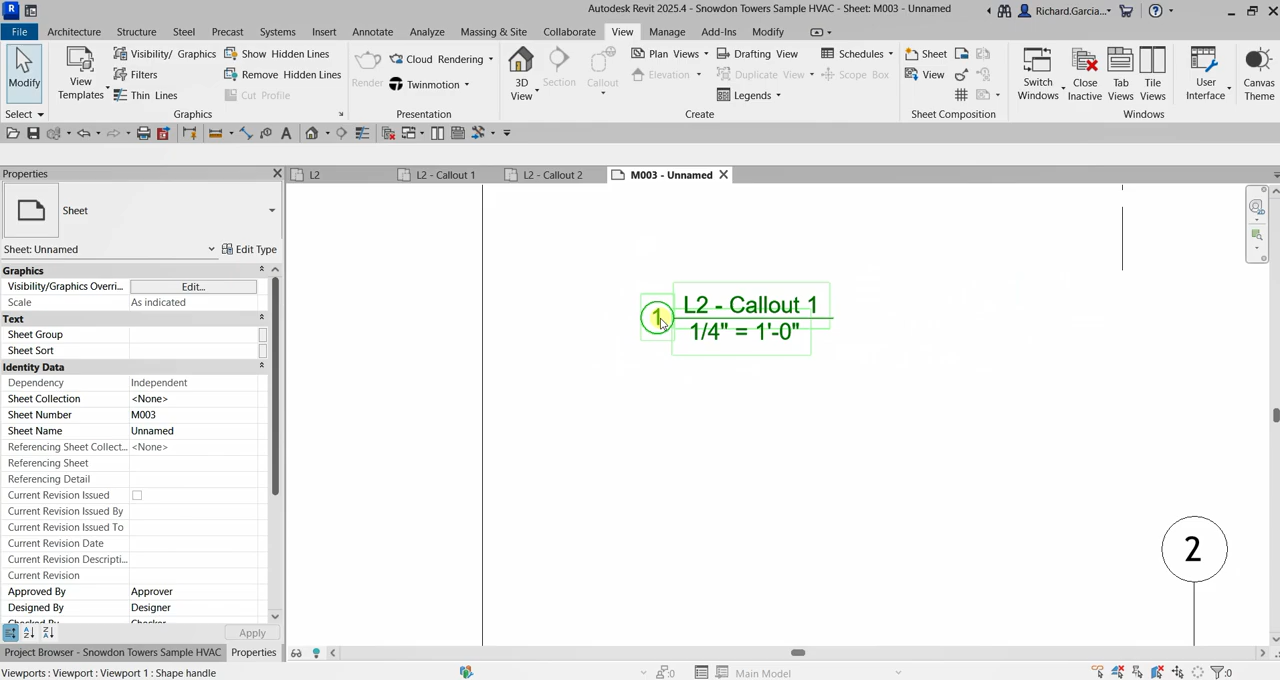 Autodesk Revit 2025.4 - Snowdon Towers Sample HVAC - Sheet: M003 - Unnamed
Richard.Garcia...
File Architecture Structure Steel Precast Systems Insert Annotate Analyze Massing & Site Collaborate View Manage Add-Ins Modify
Modify
View Templates
Visibility/ Graphics
Filters
Thin Lines
Show Hidden Lines
Remove Hidden Lines
Cut Profile
Render
Cloud Rendering
Twinmotion
3D View
Section
Callout
Plan Views
Elevation
Drafting View
Duplicate View
Legends
Schedules
Scope Box
Sheet
View
Switch Windows
Close Inactive
Tab Views
Tile Views
User Interface
Canvas Theme
Select Graphics Presentation Create Sheet Composition Windows
Properties
L2
L2 - Callout 1
L2 - Callout 2
M003 - Unnamed
Sheet
Sheet: Unnamed Edit Type
Graphics
Visibility/Graphics Overri... Edit...
Scale As indicated
Text
Sheet Group
Sheet Sort
Identity Data
Dependency Independent
Sheet Collection <None>
Sheet Number M003
Sheet Name Unnamed
Referencing Sheet Collect... <None>
Referencing Sheet
Referencing Detail
Current Revision Issued
Current Revision Issued By
Current Revision Issued To
Current Revision Date
Current Revision Descripti...
Current Revision
Approved By Approver
Designed By Designer
Apply
Project Browser - Snowdon Towers Sample HVAC Properties
1
L2 - Callout 1
1/4" = 1'-0"
2
Viewports : Viewport : Viewport 1 : Shape handle
:0
Main Model
:0